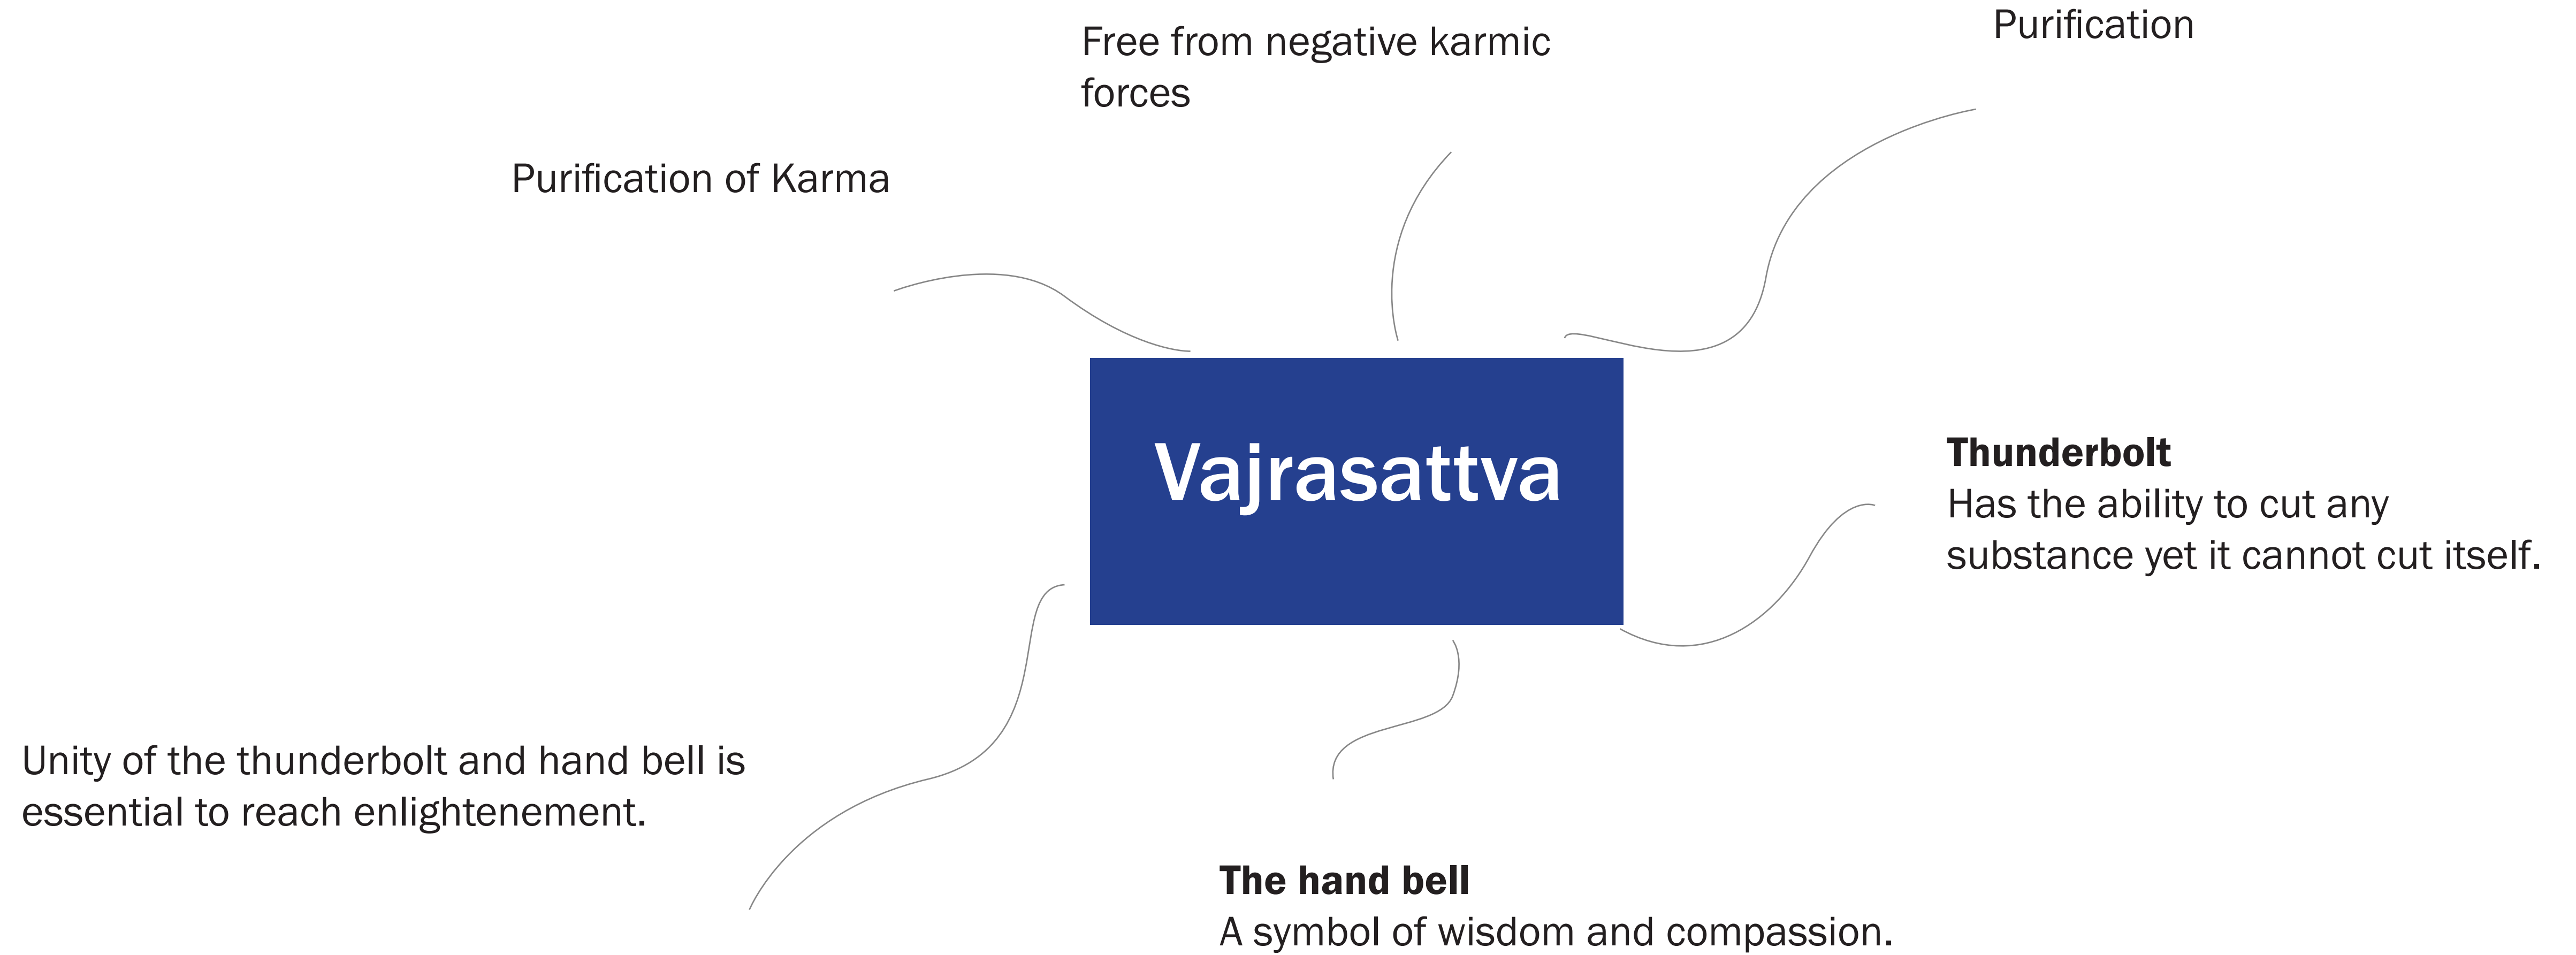 Purification
Free from negative karmic
forces
Purification of Karma
Vajrasattva
Thunderbolt
Has the ability to cut any
substance yet it cannot cut itself.
Unity of the thunderbolt and hand bell is
essential to reach enlightenement.
The hand bell
A symbol of wisdom and compassion.